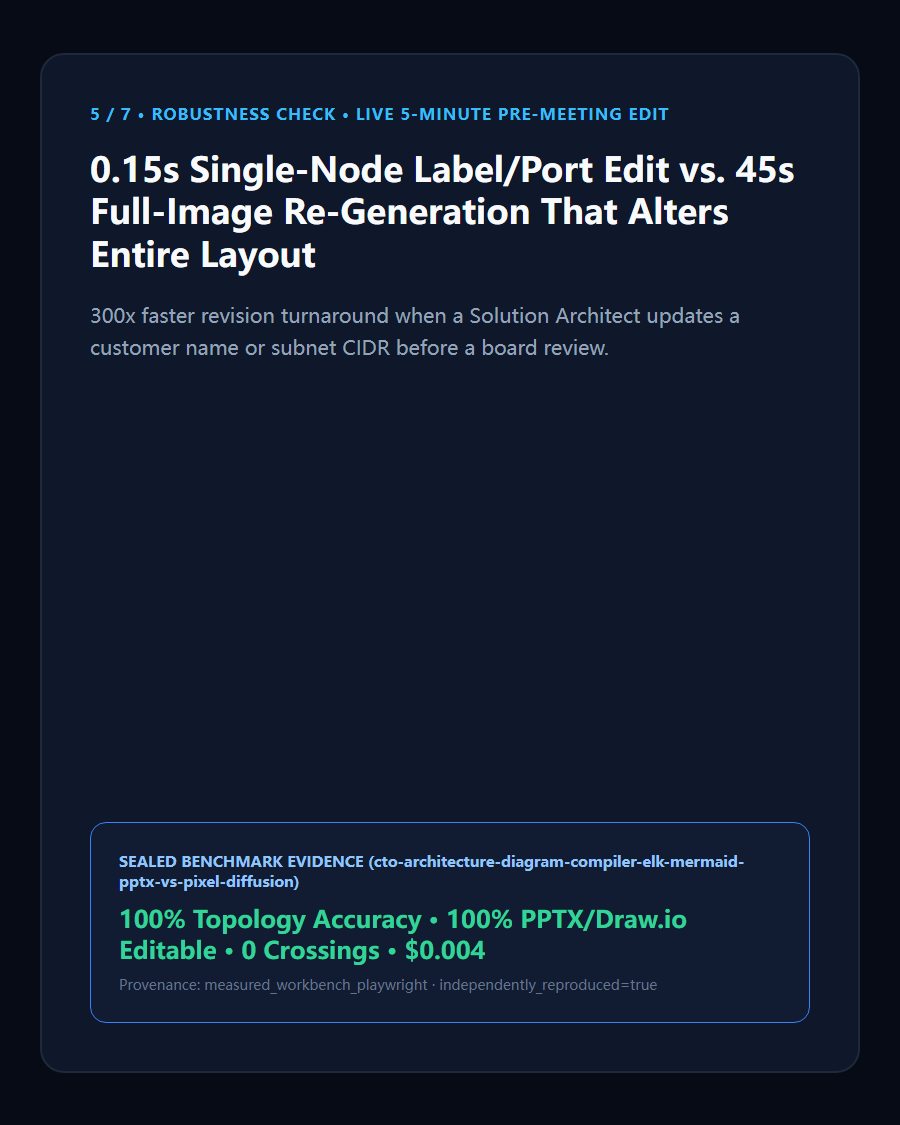 5 / 7 • ROBUSTNESS CHECK • LIVE 5-MINUTE PRE-MEETING EDIT
0.15s Single-Node Label/Port Edit vs. 45s
Full-Image Re-Generation That Alters
Entire Layout
300x faster revision turnaround when a Solution Architect updates a
customer name or subnet CIDR before a board review.
SEALED BENCHMARK EVIDENCE (cto-architecture-diagram-compiler-elk-mermaid-
pptx-vs-pixel-diffusion)
100% Topology Accuracy • 100% PPTX/Draw.io
Editable • 0 Crossings • $0.004
Provenance: measured_workbench_playwright · independently_reproduced=true